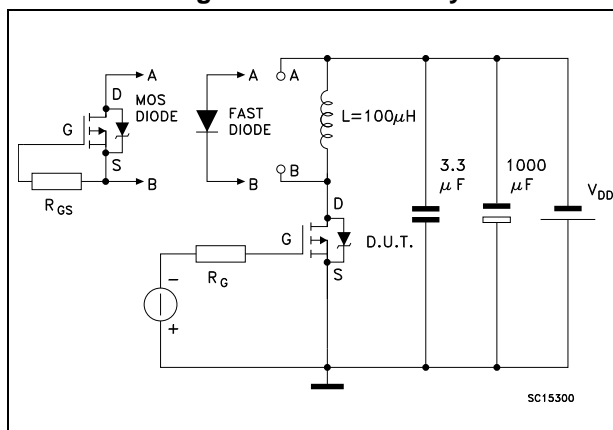 A
D
MOS
DIODE
G
S
B
R_GS
A
FAST
DIODE
B
A
B
L=100μH
D
G
D.U.T.
S
R_G
-
+
3.3
μF
1000
μF
V_DD
SC15300